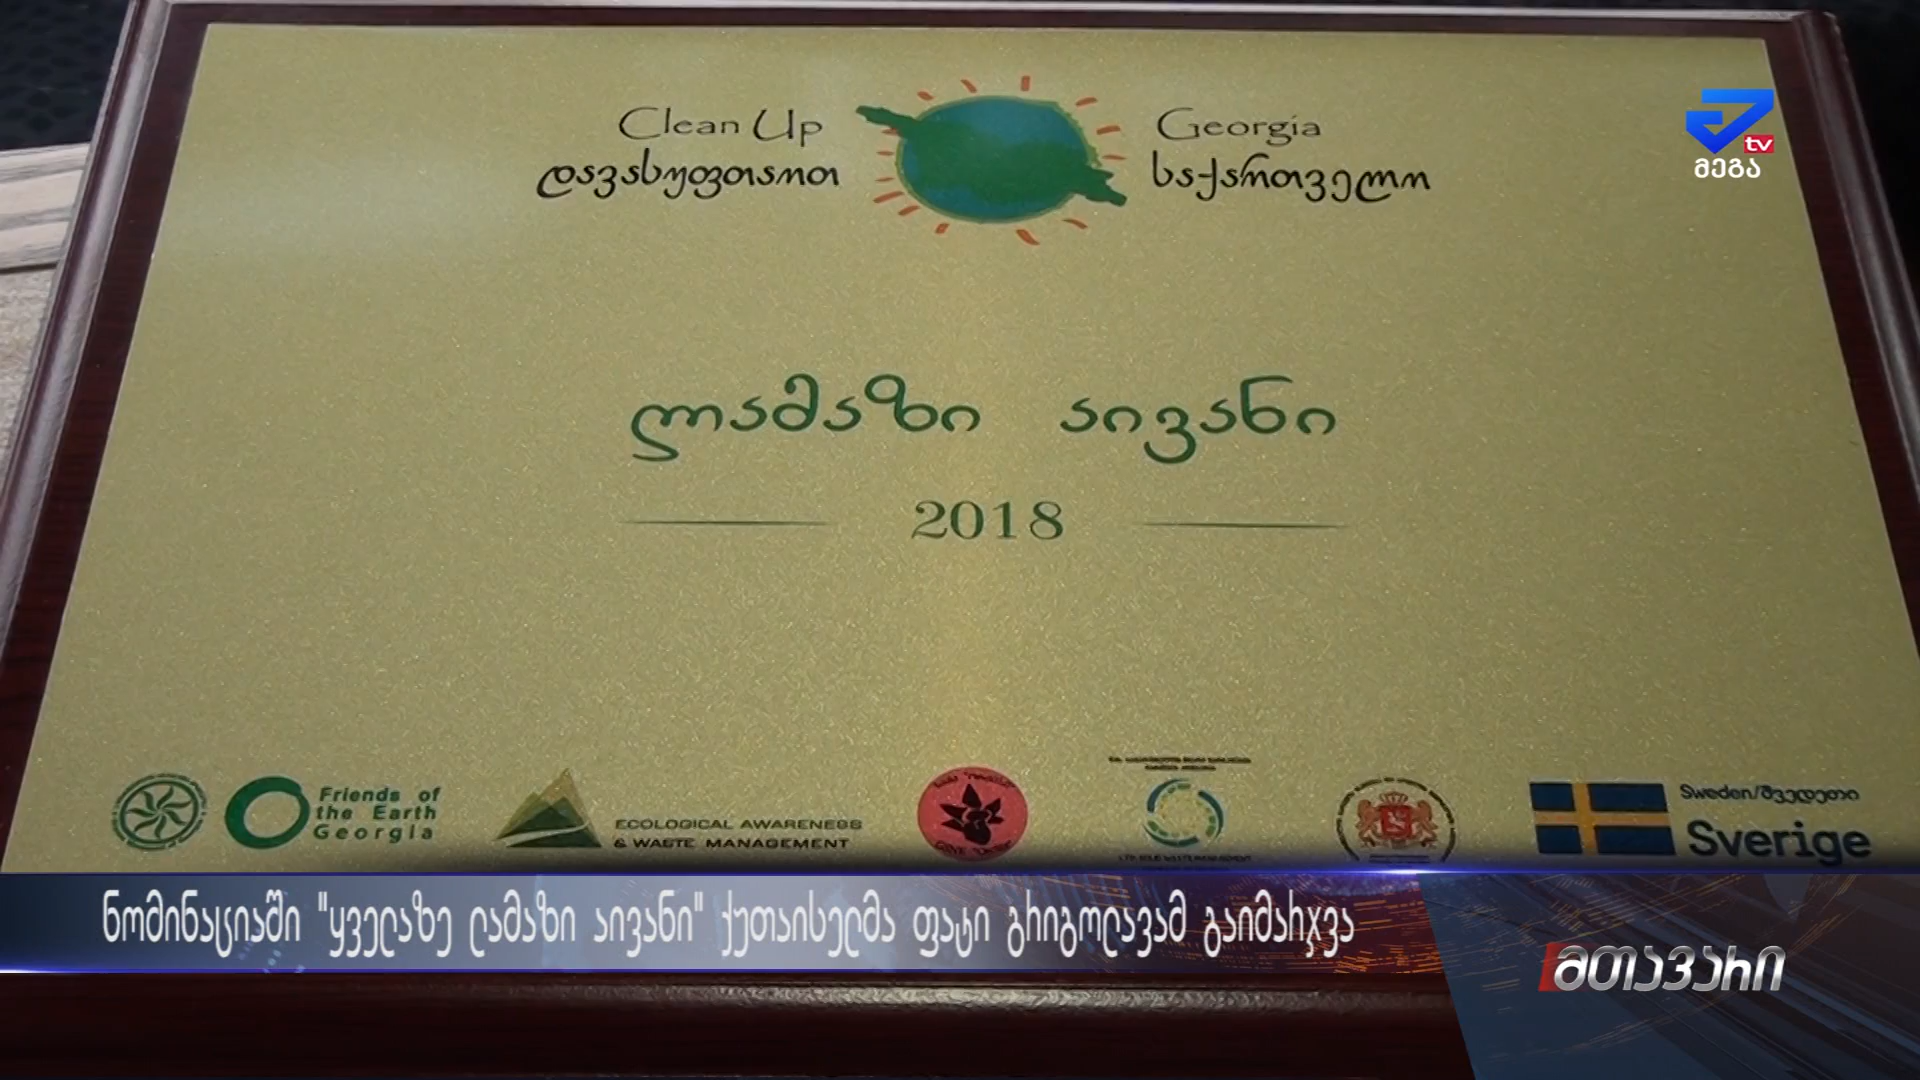 Clean Up Georgia
დავასუფთაოთ საქართველო
tv
მეგა
ლამაზი აივანი
2018
Friends of
the Earth
Georgia
ECOLOGICAL AWARENESS
& WASTE MANAGEMENT
Sweden/შვედეთი
Sverige
ნომინაციაში "ყველაზე ლამაზი აივანი" ქუთაისელმა ფატი გრიგოლავამ გაიმარჯვა
მთავარი